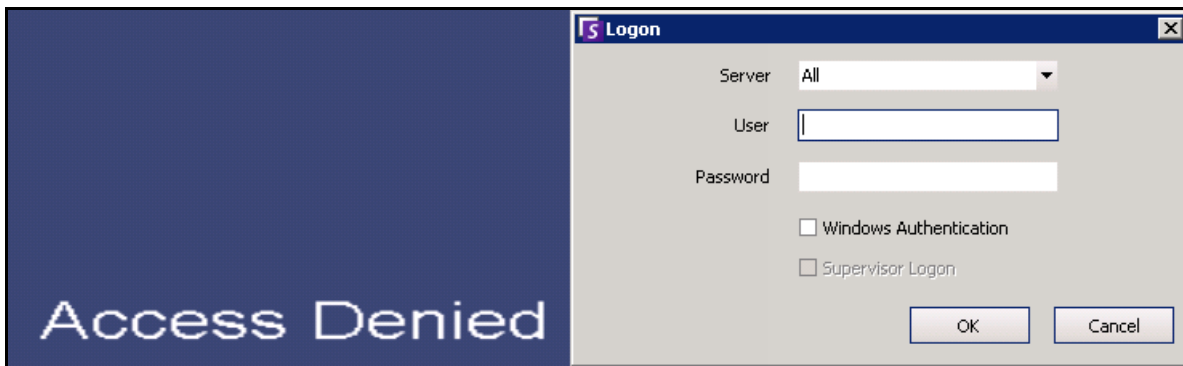 Access Denied
Logon
Server All
User
Password
Windows Authentication
Supervisor Logon
OK Cancel